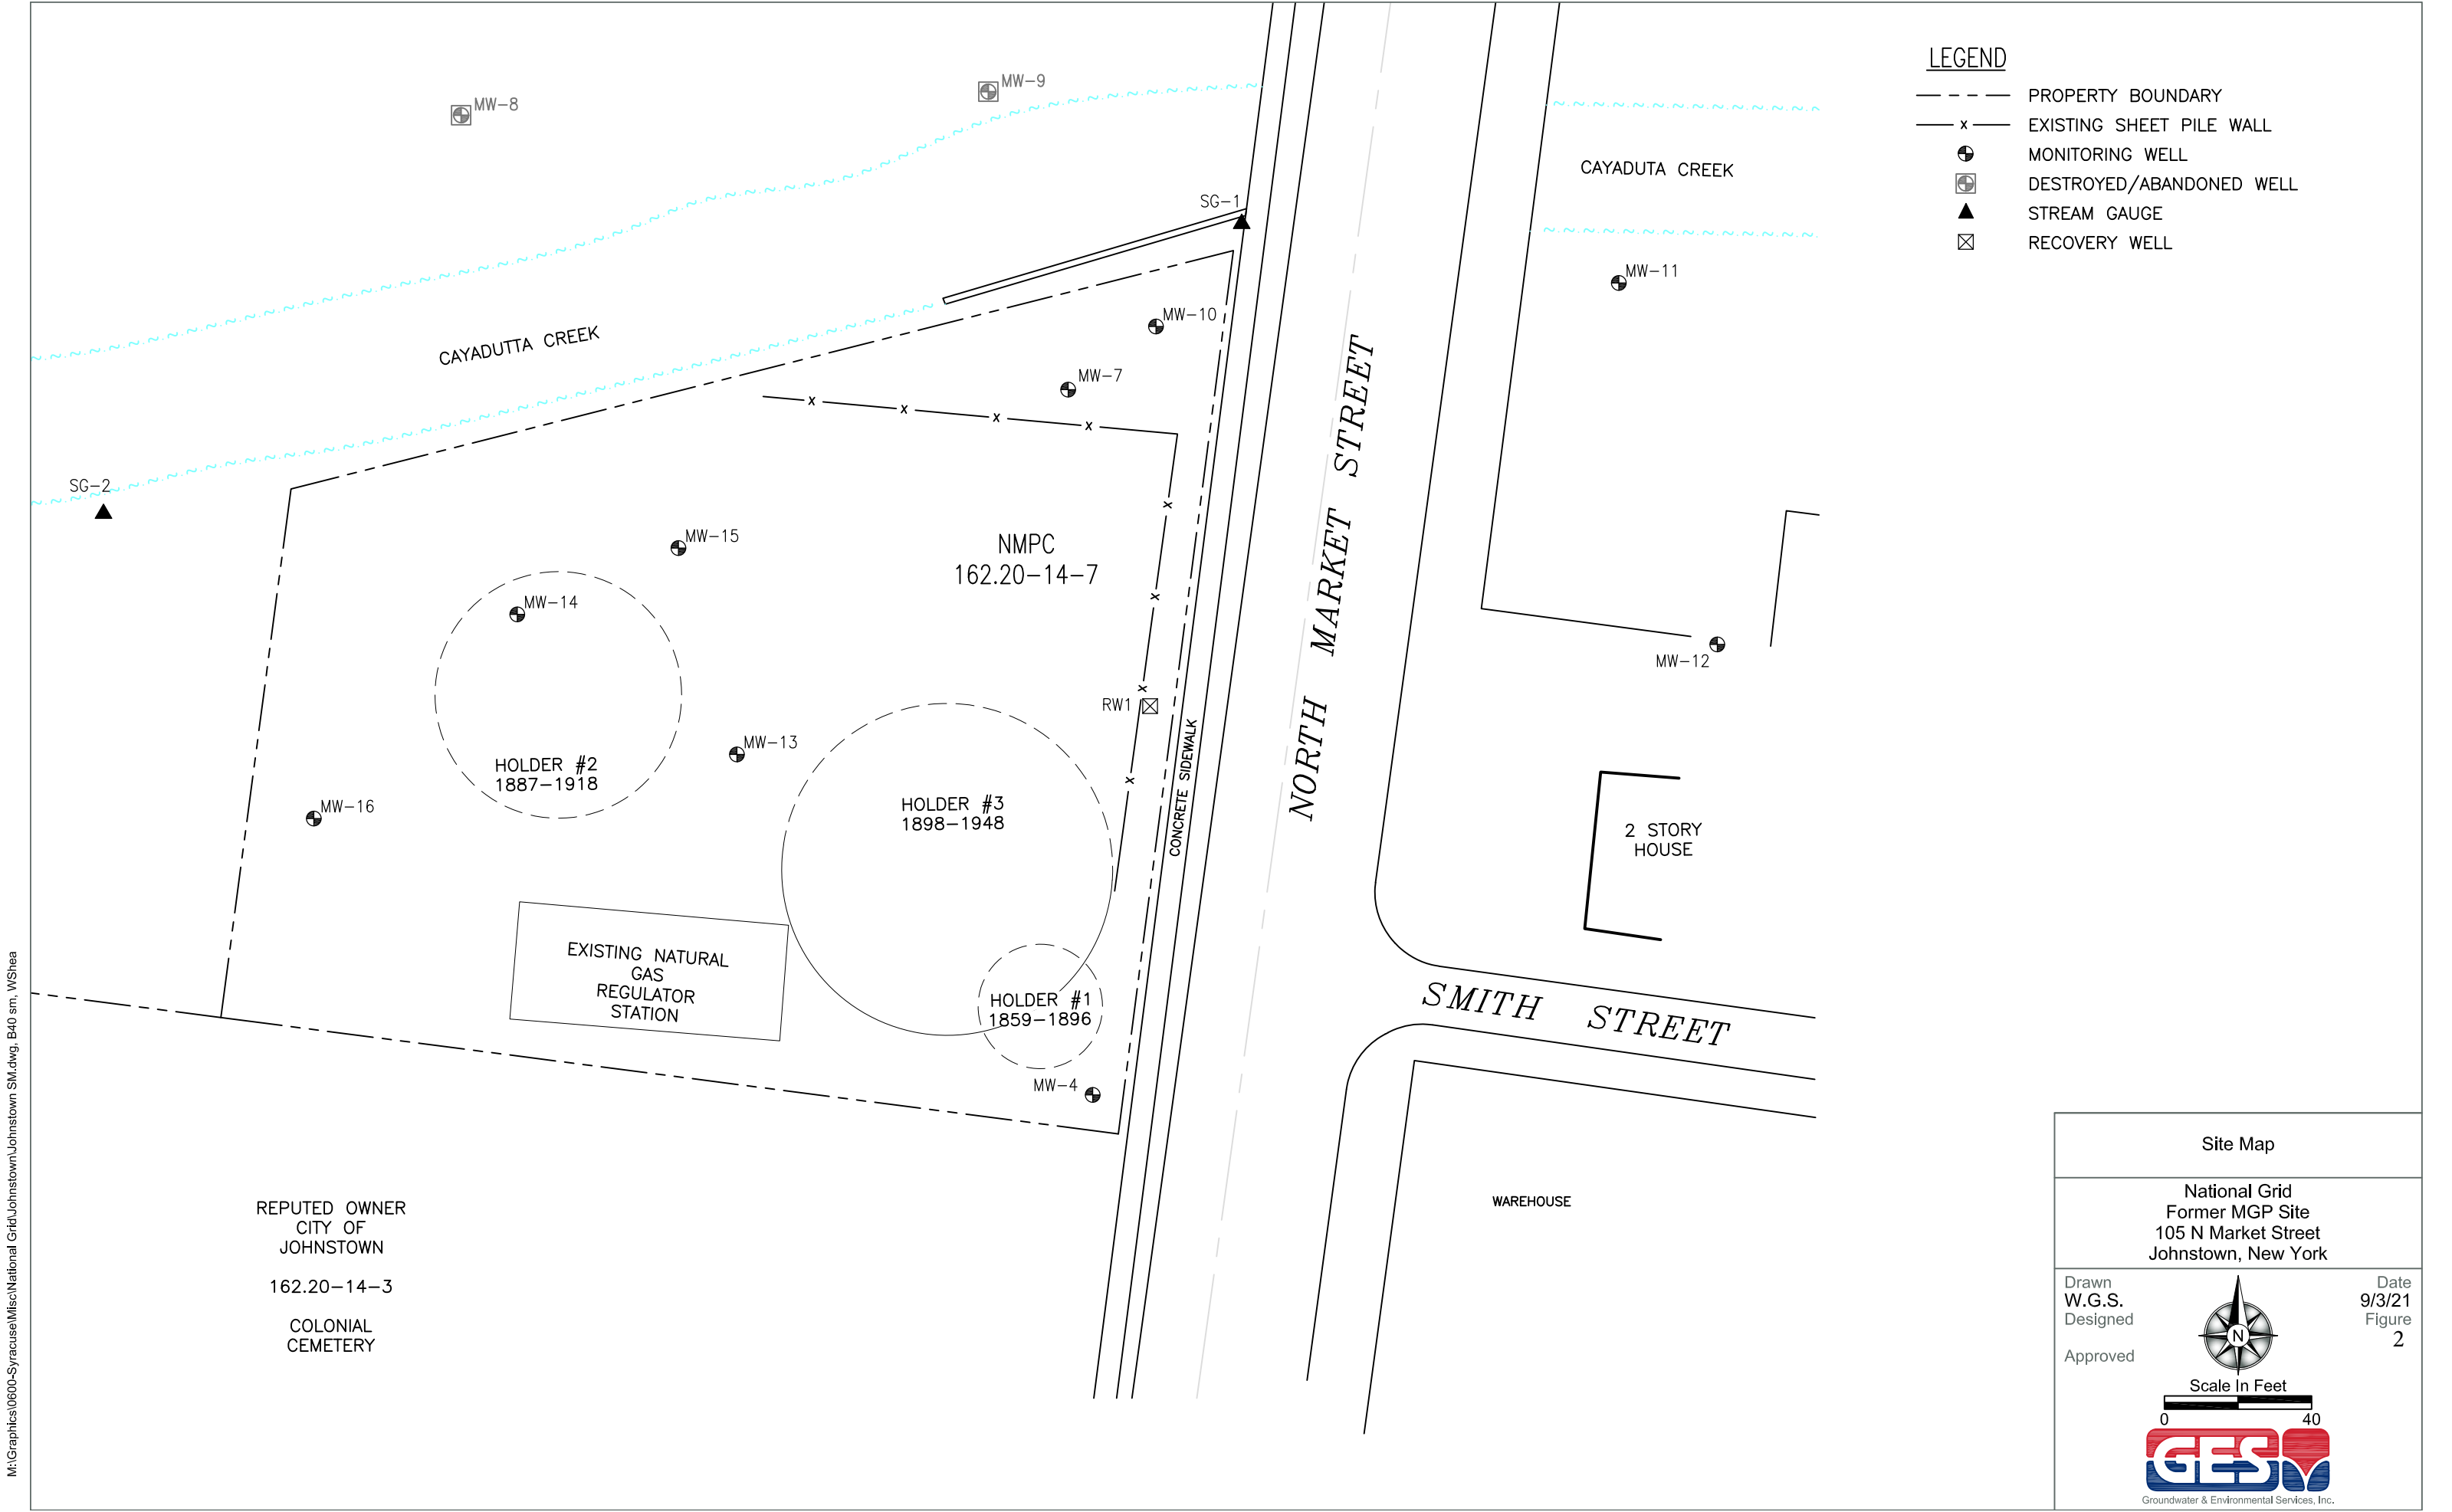 MW-8
MW-9
LEGEND
PROPERTY BOUNDARY
x EXISTING SHEET PILE WALL
MONITORING WELL
DESTROYED/ABANDONED WELL
STREAM GAUGE
RECOVERY WELL
CAYADUTA CREEK
SG-1
MW-11
MW-10
CAYADUTTA CREEK
MW-7
x x x x
SG-2
x
MW-15
NMPC
162.20-14-7
x
MW-14
NORTH MARKET STREET
MW-12
x
RW1
MW-13
HOLDER #2
1887-1918
x
CONCRETE SIDEWALK
MW-16
HOLDER #3
1898-1948
2 STORY
HOUSE
EXISTING NATURAL
GAS
REGULATOR
STATION
HOLDER #1
1859-1896
SMITH STREET
MW-4
REPUTED OWNER
CITY OF
JOHNSTOWN
162.20-14-3
COLONIAL
CEMETERY
WAREHOUSE
M:\Graphics\0600-Syracuse\Misc\National Grid\Johnstown\Johnstown SM.dwg, B40 sm, WShea
Site Map
National Grid
Former MGP Site
105 N Market Street
Johnstown, New York
Drawn
W.G.S.
Designed
Approved
N
Date
9/3/21
Figure
2
Scale In Feet
0 40
GES
Groundwater & Environmental Services, Inc.